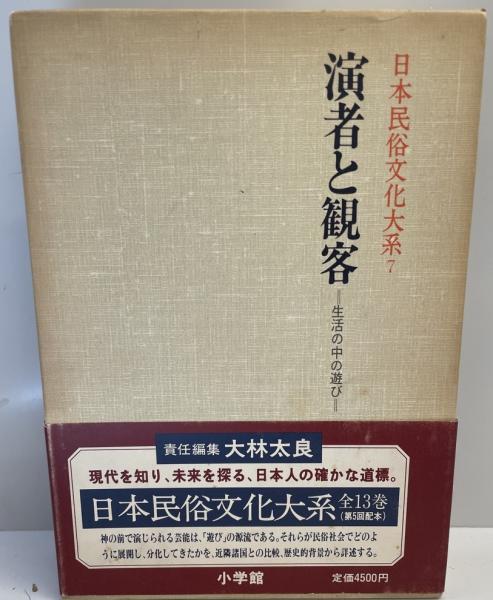 日本民俗文化大系7
演者と観客
=生活の中の遊び=
責任編集 大林太良
現代を知り、未来を探る、日本人の確かな道標。
日本民俗文化大系 全13巻(第5回配本)
神の前で演じられる芸能は、「遊び」の源流である。それらが民俗社会でどのよ
うに展開し、分化してきたかを、近隣諸国との比較、歴史的背景から詳述する。
小学館 定価4500円